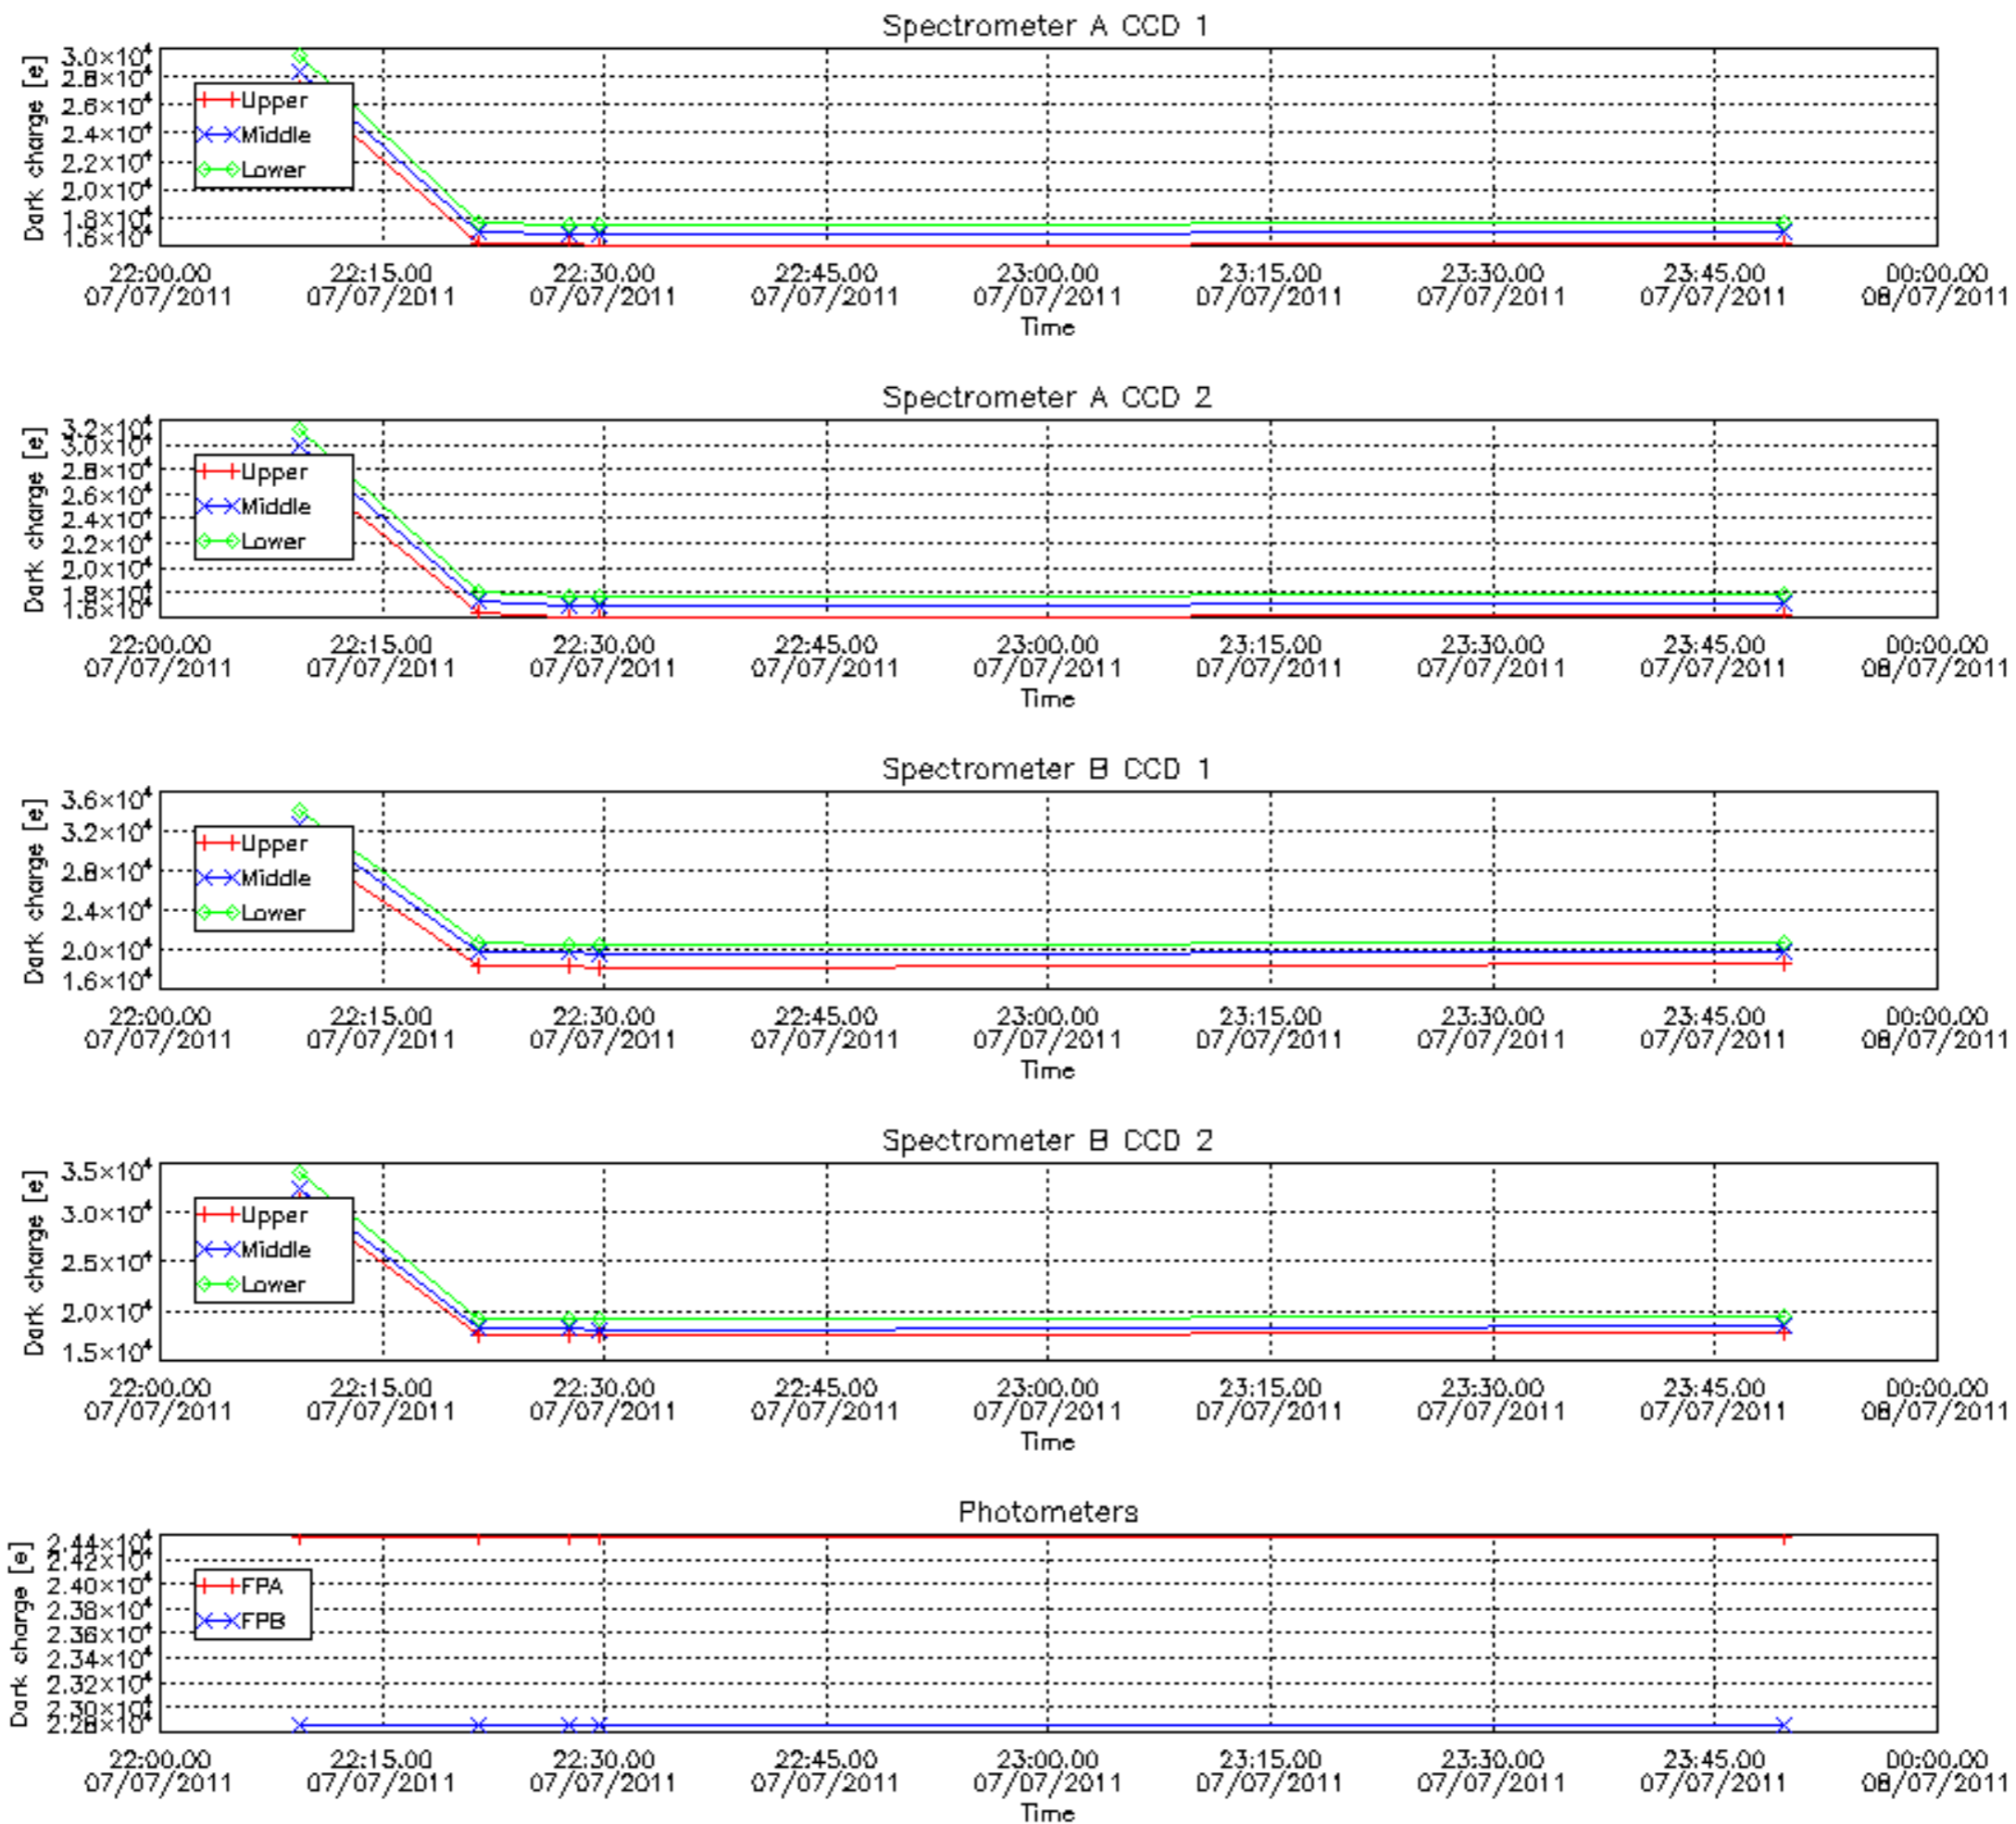 Spectrometer A CCD 1
Dark charge [e]
3.0×10⁴
2.8×10⁴
2.6×10⁴
2.4×10⁴
2.2×10⁴
2.0×10⁴
1.8×10⁴
1.6×10⁴
Upper
Middle
Lower
22:00.00 22:15.00 22:30.00 22:45.00 23:00.00 23:15.00 23:30.00 23:45.00 00:00.00
07/07/2011 07/07/2011 07/07/2011 07/07/2011 07/07/2011 07/07/2011 07/07/2011 07/07/2011 08/07/2011
Time
Spectrometer A CCD 2
Dark charge [e]
3.2×10⁴
3.0×10⁴
2.8×10⁴
2.6×10⁴
2.4×10⁴
2.2×10⁴
2.0×10⁴
1.8×10⁴
1.6×10⁴
Upper
Middle
Lower
22:00.00 22:15.00 22:30.00 22:45.00 23:00.00 23:15.00 23:30.00 23:45.00 00:00.00
07/07/2011 07/07/2011 07/07/2011 07/07/2011 07/07/2011 07/07/2011 07/07/2011 07/07/2011 08/07/2011
Time
Spectrometer B CCD 1
Dark charge [e]
3.6×10⁴
3.2×10⁴
2.8×10⁴
2.4×10⁴
2.0×10⁴
1.6×10⁴
Upper
Middle
Lower
22:00.00 22:15.00 22:30.00 22:45.00 23:00.00 23:15.00 23:30.00 23:45.00 00:00.00
07/07/2011 07/07/2011 07/07/2011 07/07/2011 07/07/2011 07/07/2011 07/07/2011 07/07/2011 08/07/2011
Time
Spectrometer B CCD 2
Dark charge [e]
3.5×10⁴
3.0×10⁴
2.5×10⁴
2.0×10⁴
1.5×10⁴
Upper
Middle
Lower
22:00.00 22:15.00 22:30.00 22:45.00 23:00.00 23:15.00 23:30.00 23:45.00 00:00.00
07/07/2011 07/07/2011 07/07/2011 07/07/2011 07/07/2011 07/07/2011 07/07/2011 07/07/2011 08/07/2011
Time
Photometers
Dark charge [e]
2.44×10⁴
2.42×10⁴
2.40×10⁴
2.38×10⁴
2.36×10⁴
2.34×10⁴
2.32×10⁴
2.30×10⁴
2.28×10⁴
FPA
FPB
22:00.00 22:15.00 22:30.00 22:45.00 23:00.00 23:15.00 23:30.00 23:45.00 00:00.00
07/07/2011 07/07/2011 07/07/2011 07/07/2011 07/07/2011 07/07/2011 07/07/2011 07/07/2011 08/07/2011
Time